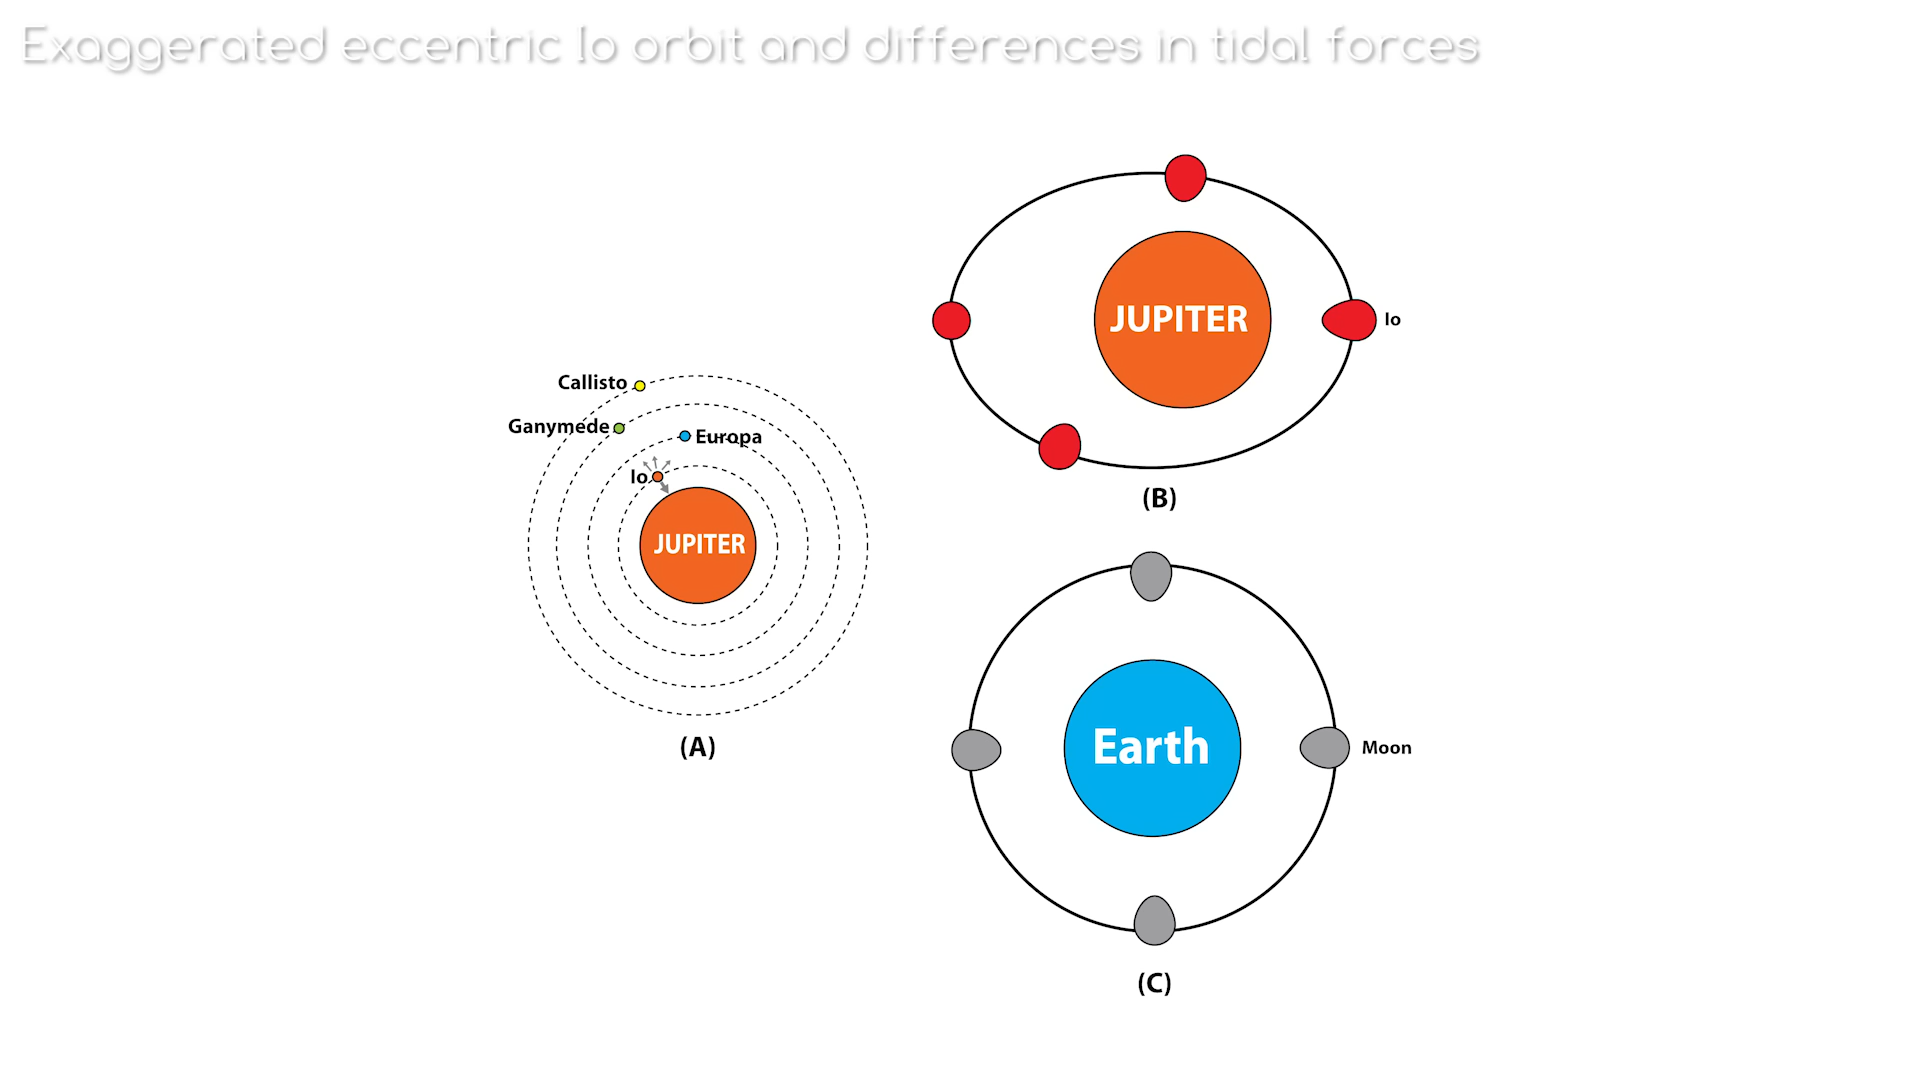 Exaggerated eccentric Io orbit and differences in tidal forces
Callisto
Ganymede
Europa
Io
JUPITER
(A)
JUPITER
Io
(B)
Earth
Moon
(C)